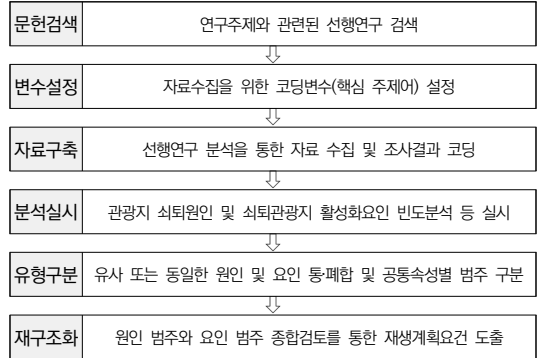 문헌검색 연구주제와 관련된 선행연구 검색
변수설정 자료수집을 위한 코딩변수(핵심 주제어) 설정
자료구축 선행연구 분석을 통한 자료 수집 및 조사결과 코딩
분석실시 관광지 쇠퇴원인 및 쇠퇴관광지 활성화요인 빈도분석 등 실시
유형구분 유사 또는 동일한 원인 및 요인 통·폐합 및 공통속성별 범주 구분
재구조화 원인 범주와 요인 범주 종합검토를 통한 재생계획요건 도출